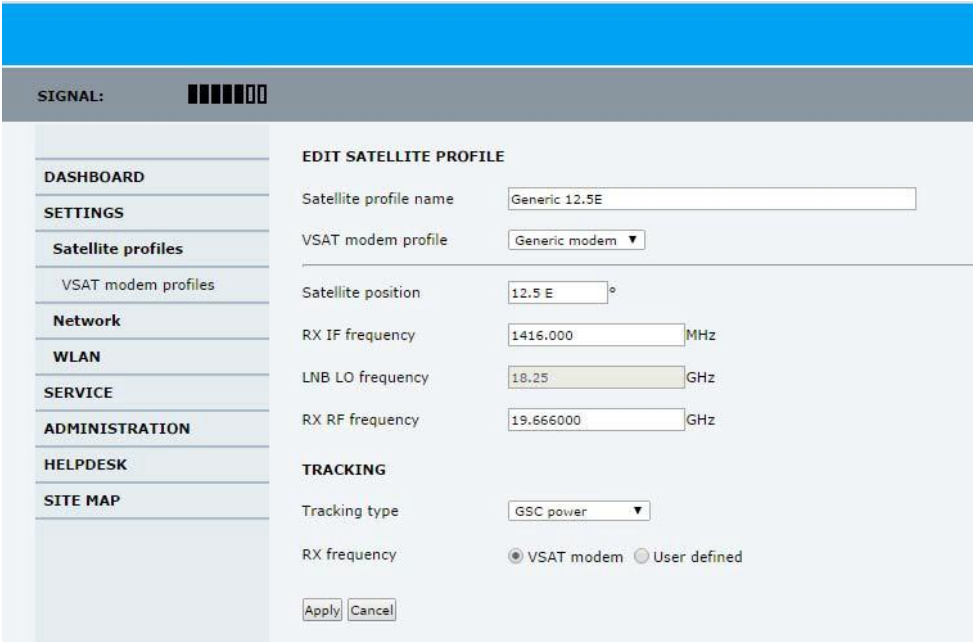 SIGNAL:
DASHBOARD
SETTINGS
Satellite profiles
VSAT modem profiles
Network
WLAN
SERVICE
ADMINISTRATION
HELPDESK
SITE MAP
EDIT SATELLITE PROFILE
Satellite profile name Generic 12.5E
VSAT modem profile Generic modem ▼
Satellite position 12.5 E °
RX IF frequency 1416.000 MHz
LNB LO frequency 18.25 GHz
RX RF frequency 19.666000 GHz
TRACKING
Tracking type GSC power ▼
RX frequency VSAT modem User defined
Apply Cancel